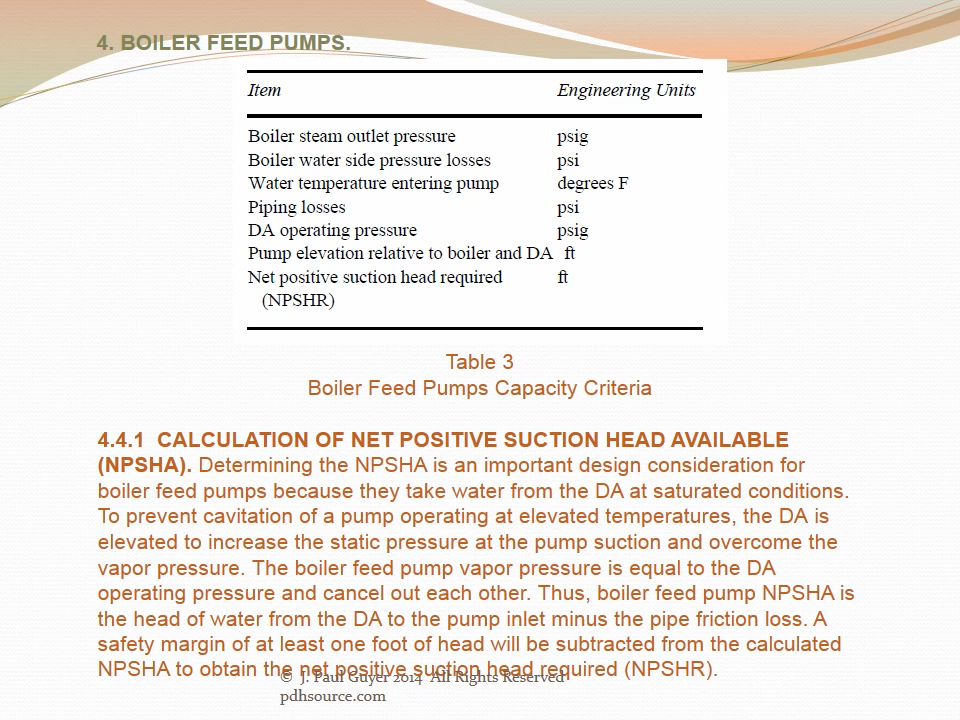 4. BOILER FEED PUMPS.
Item Engineering Units
Boiler steam outlet pressure psig
Boiler water side pressure losses psi
Water temperature entering pump degrees F
Piping losses psi
DA operating pressure psig
Pump elevation relative to boiler and DA ft
Net positive suction head required ft
(NPSHR)
Table 3
Boiler Feed Pumps Capacity Criteria
4.4.1 CALCULATION OF NET POSITIVE SUCTION HEAD AVAILABLE
(NPSHA). Determining the NPSHA is an important design consideration for
boiler feed pumps because they take water from the DA at saturated conditions.
To prevent cavitation of a pump operating at elevated temperatures, the DA is
elevated to increase the static pressure at the pump suction and overcome the
vapor pressure. The boiler feed pump vapor pressure is equal to the DA
operating pressure and cancel out each other. Thus, boiler feed pump NPSHA is
the head of water from the DA to the pump inlet minus the pipe friction loss. A
safety margin of at least one foot of head will be subtracted from the calculated
NPSHA to obtain the net positive suction head required (NPSHR).
© J. Paul Guyer 2014 All Rights Reserved
pdhsource.com